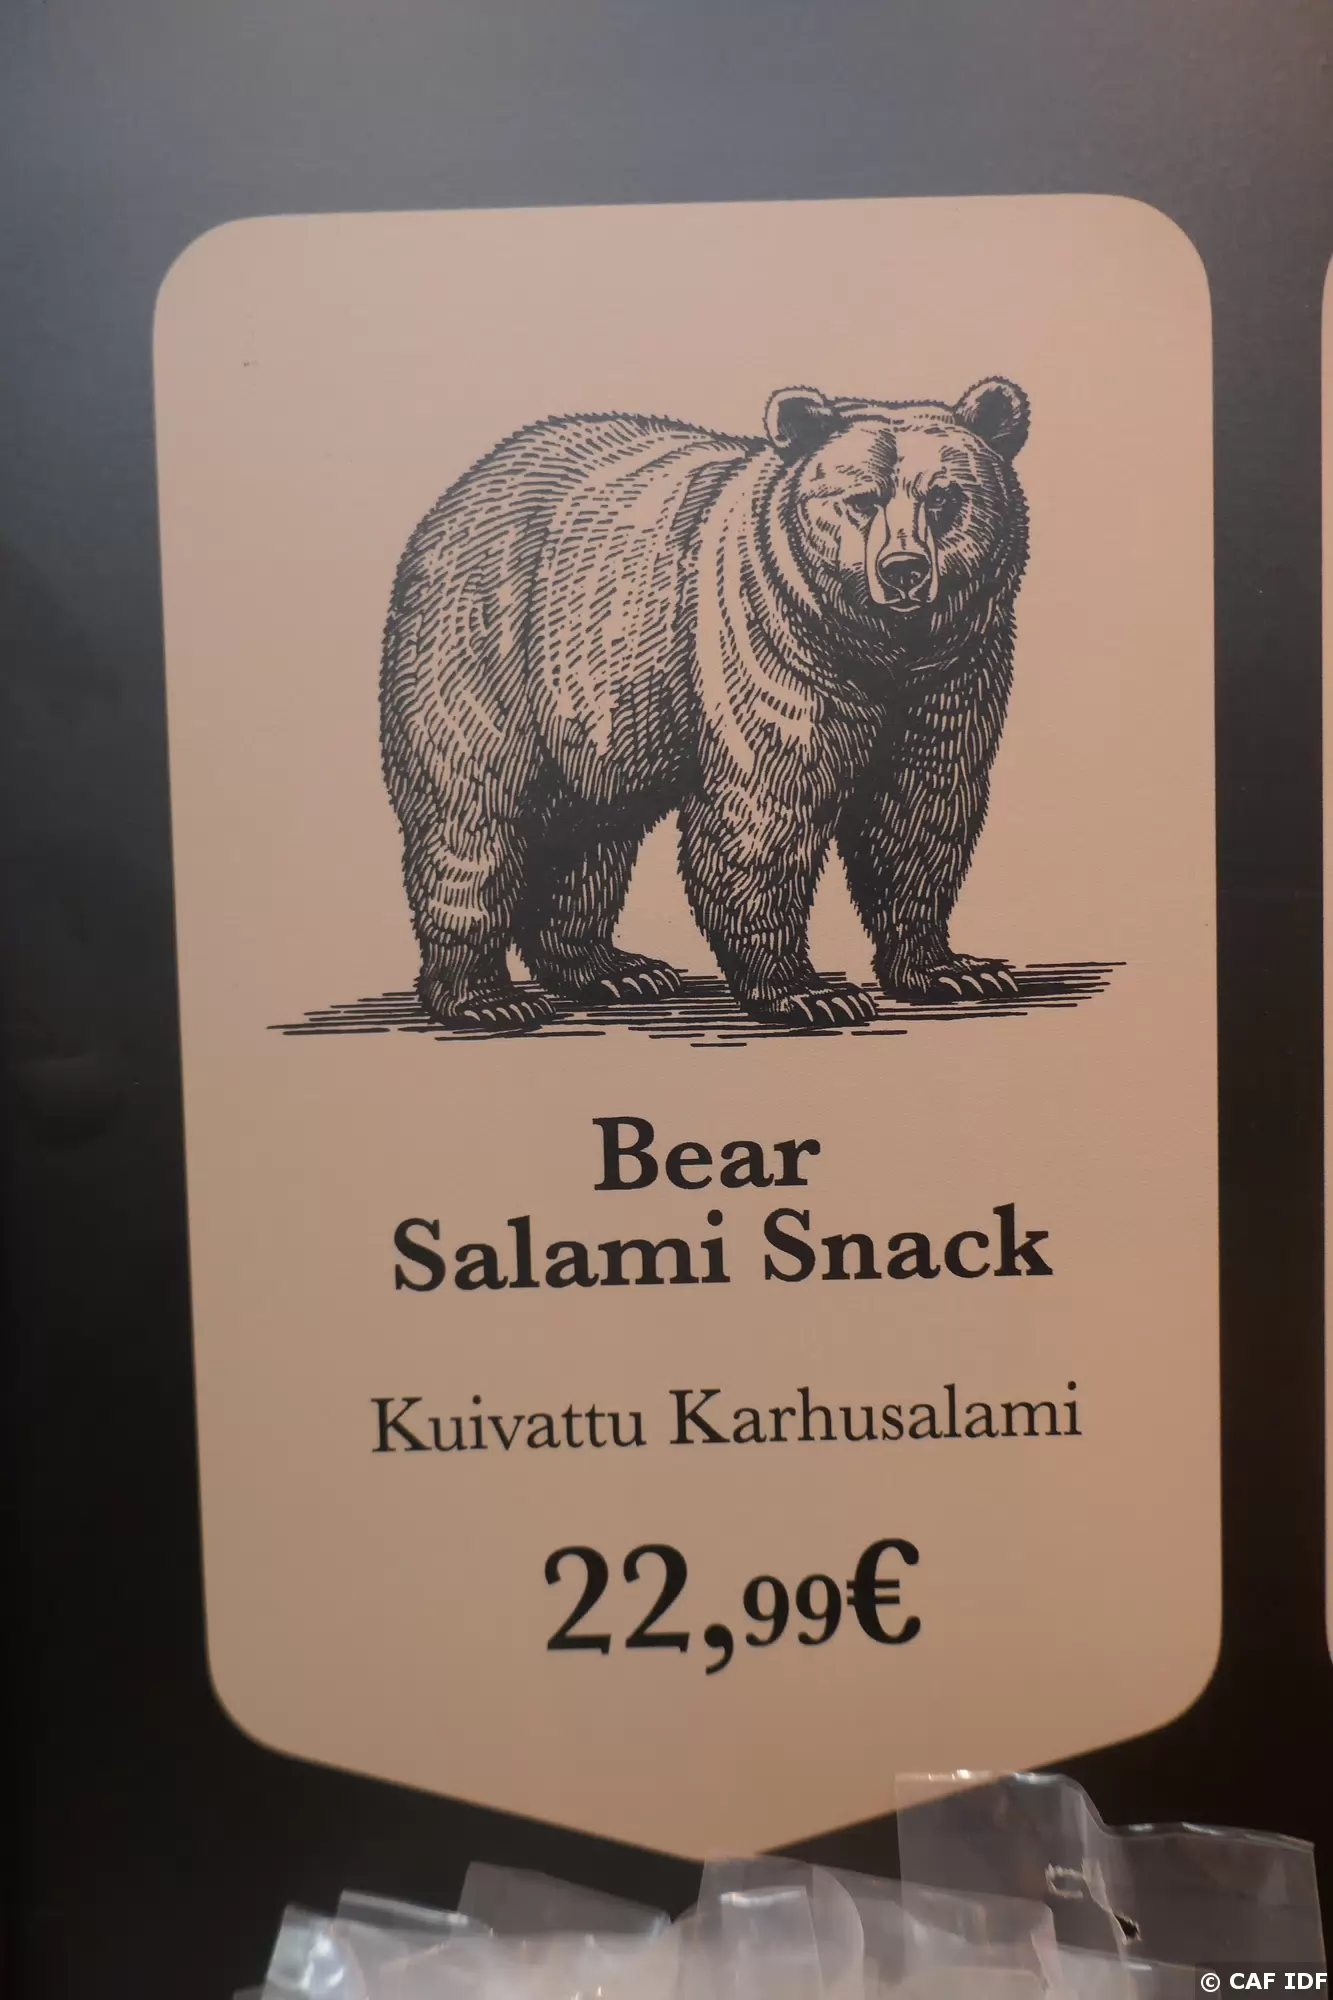 Bear
Salami Snack
Kuivattu Karhusalami
22,99€
© CAF IDF